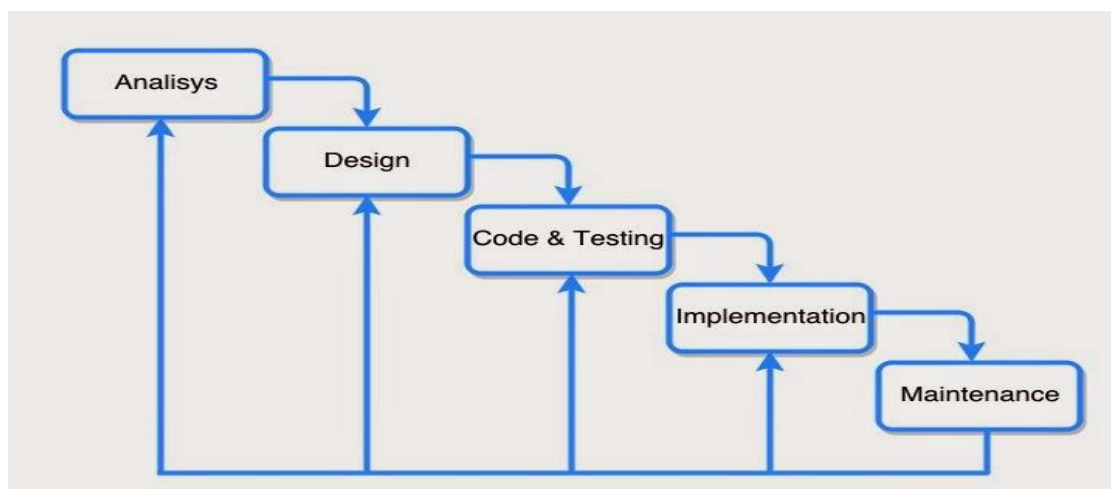 Analisys
Design
Code & Testing
Implementation
Maintenance